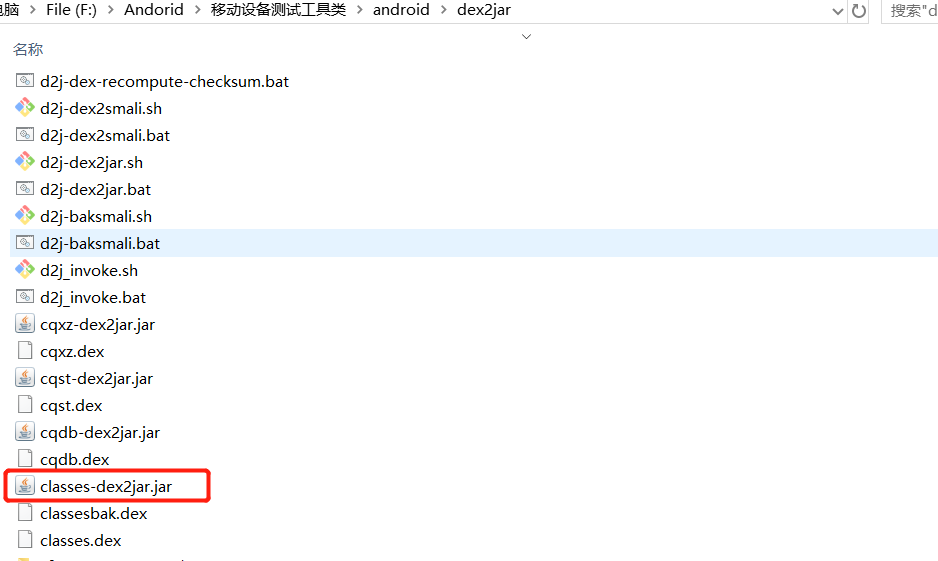 电脑 > File (F:) > Andorid > 移动设备测试工具类 > android > dex2jar
搜索"d
名称
d2j-dex-recompute-checksum.bat
d2j-dex2smali.sh
d2j-dex2smali.bat
d2j-dex2jar.sh
d2j-dex2jar.bat
d2j-baksmali.sh
d2j-baksmali.bat
d2j_invoke.sh
d2j_invoke.bat
cqxz-dex2jar.jar
cqxz.dex
cqst-dex2jar.jar
cqst.dex
cqdb-dex2jar.jar
cqdb.dex
classes-dex2jar.jar
classesbak.dex
classes.dex